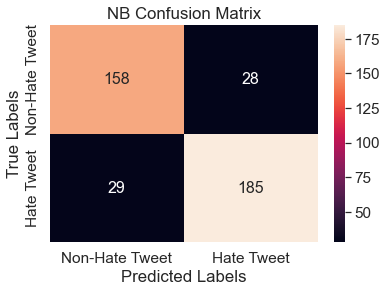 NB Confusion Matrix
True Labels
Non-Hate Tweet
Hate Tweet
158
28
29
185
Non-Hate Tweet
Hate Tweet
Predicted Labels
175
150
125
100
75
50